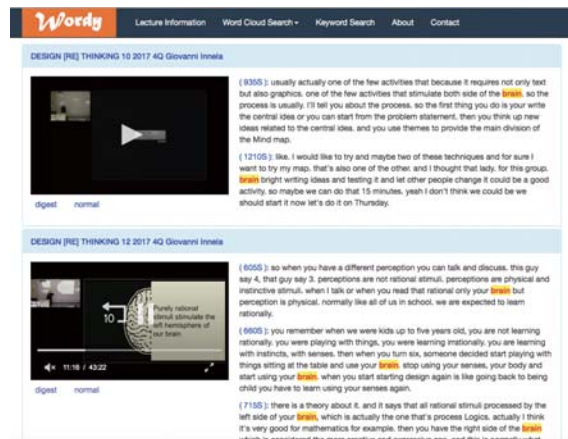 Wordy Lecture Information Word Cloud Search Keyword Search About Contact
DESIGN [RE] THINKING 10 2017 4Q Giovanni Innela
( 935S ): usually actually one of the few activities that because it requires not only text
but also graphics. one of the few activities that stimulate both side of the brain. so the
process is usually. I'll tell you about the process. so the first thing you do is your write
the central idea or you can start from the problem statement. then you think up new
ideas related to the central idea. and you use themes to provide the main division of
the Mind map.
( 1210S ): like. I would like to try and maybe two of these techniques and for sure I
want to try my map. that's also one of the other. and I thought that lady. for this group.
brain bright writing ideas and testing it and let other people change it could be a good
activity. so maybe we can do that 15 minutes. yeah I don't think we could be we
should start it now let's do it on Thursday.
digest normal
DESIGN [RE] THINKING 12 2017 4Q Giovanni Innela
10
Purely rational
stimuli stimulate the
left hemisphere of
our brain
11:16 / 43:22
digest normal
( 605S ): so when you have a different perception you can talk and discuss. this guy
say 4, that guy say 3. perceptions are not rational stimuli. perceptions are physical and
instinctive stimuli. when I talk or when you read that rational only your brain but
perception is physical. normally like all of us in school. we are expected to learn
rationally.
( 660S ): you remember when we were kids up to five years old, you are not learning
rationally. you were playing with things, you were learning irrationally. you are learning
with instincts, with senses. then when you turn six, someone decided start playing with
things sitting at the table and use your brain. stop using your senses, your body and
start using your brain. when you start starting design again is like going back to being
child you have to learn using your senses again.
( 715S ): there is a theory about it. and it says that all rational stimuli processed by the
left side of your brain, which is actually the one that's process Logics. actually I think
it's very good for mathematics for example. then you have the right side of the brain
which is considered the more creative and expressive one. and this is normally what